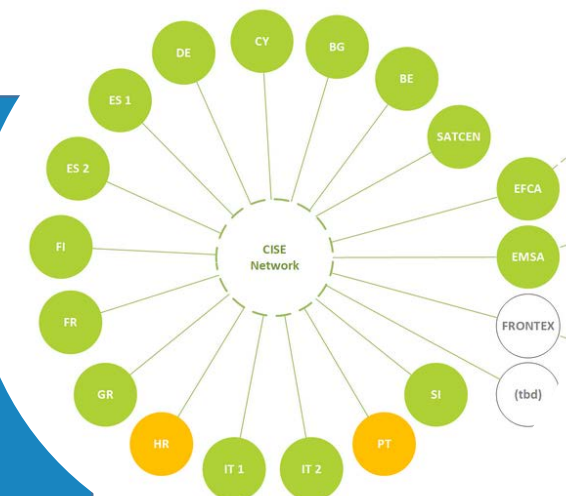 CY
BG
DE
BE
ES 1
SATCEN
ES 2
EFCA
FI
CISE
Network
EMSA
FR
FRONTEX
GR
SI
(tbd)
HR
PT
IT 1
IT 2